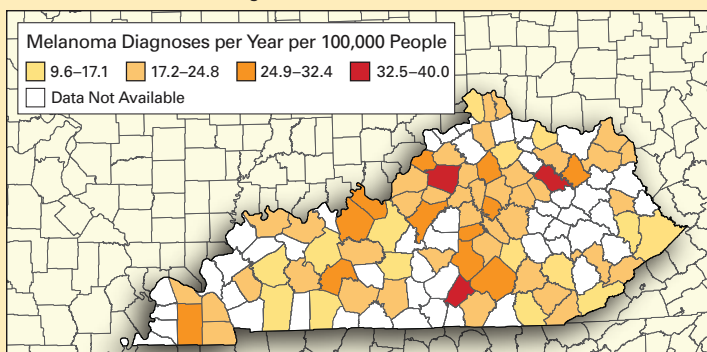 Melanoma Diagnoses per Year per 100,000 People
9.6–17.1 17.2–24.8 24.9–32.4 32.5–40.0
Data Not Available